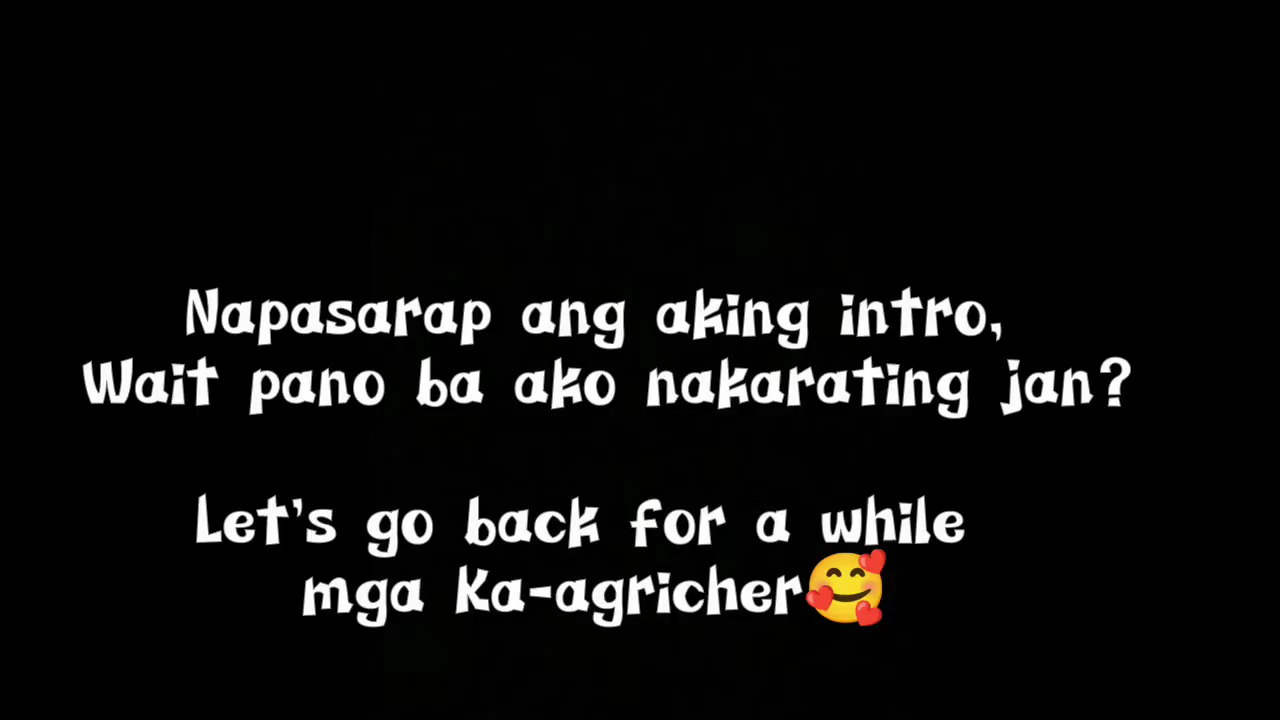 Napasarap ang aking intro,
Wait pano ba ako nakarating jan?
Let's go back for a while
mga Ka-agricher🥰